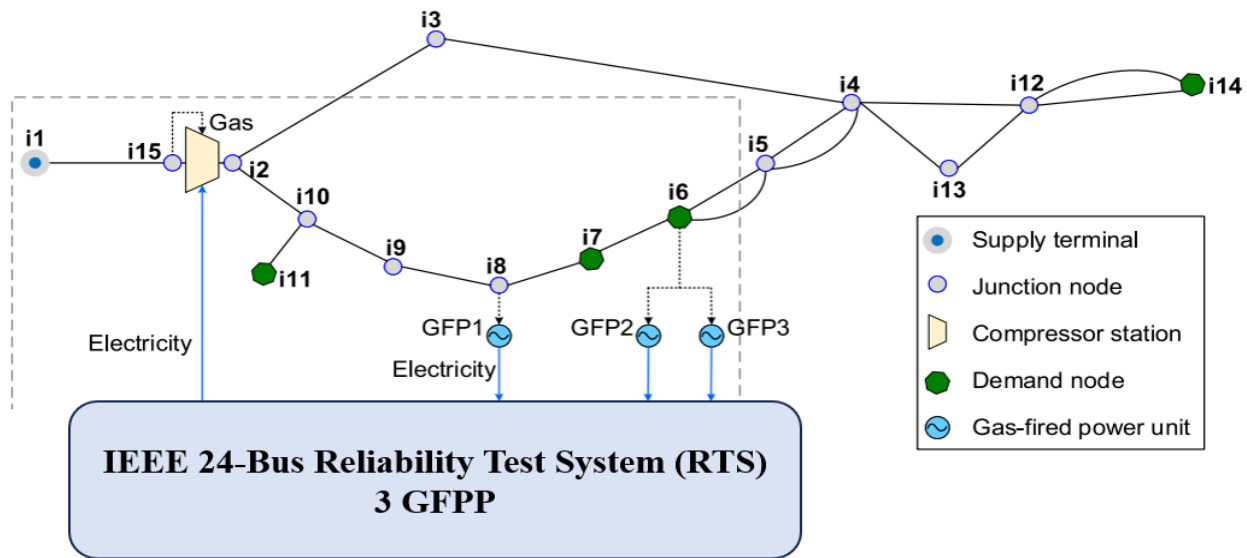 i3
i12
i14
i4
Gas
i1
i15
i2
i5
i13
i10
i6
i7
i9
i8
i11
Supply terminal
Junction node
Compressor station
Demand node
Gas-fired power unit
GFP1
GFP2
GFP3
Electricity
Electricity
IEEE 24-Bus Reliability Test System (RTS)
3 GFPP